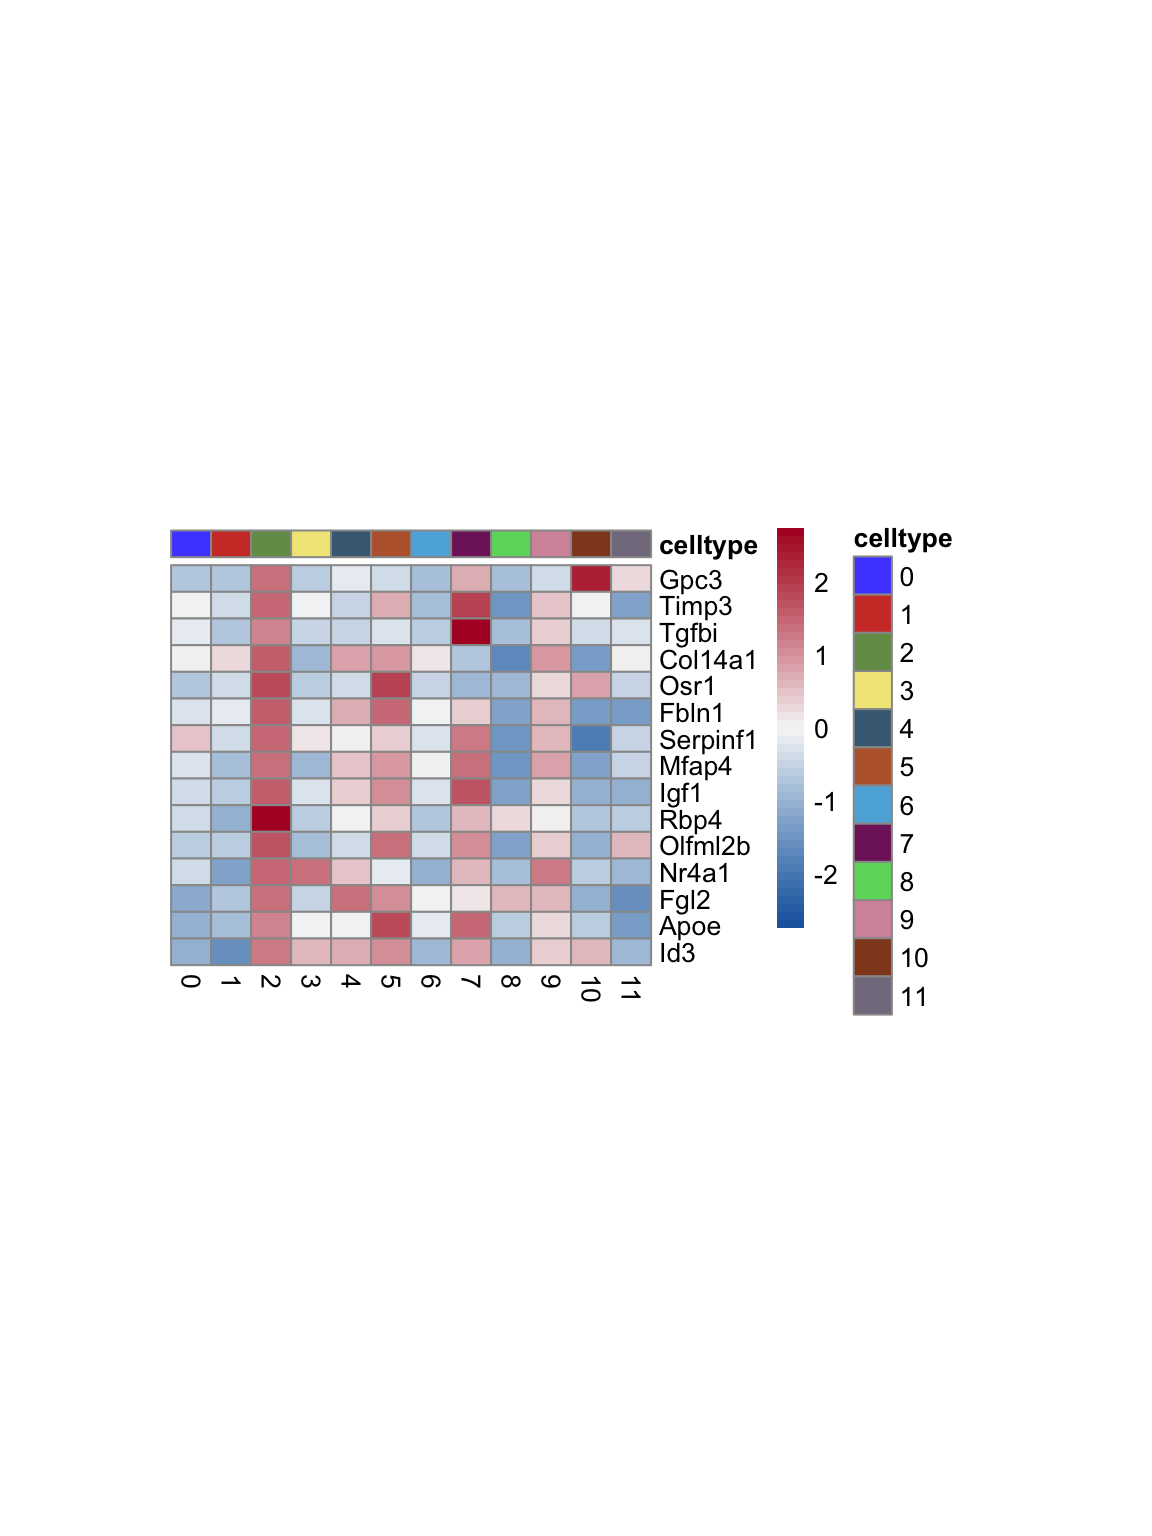 celltype
Gpc3
Timp3
Tgfbi
Col14a1
Osr1
Fbln1
Serpinf1
Mfap4
Igf1
Rbp4
Olfml2b
Nr4a1
Fgl2
Apoe
Id3
0 1 2 3 4 5 6 7 8 9 10 11
2
1
0
-1
-2
celltype
0
1
2
3
4
5
6
7
8
9
10
11